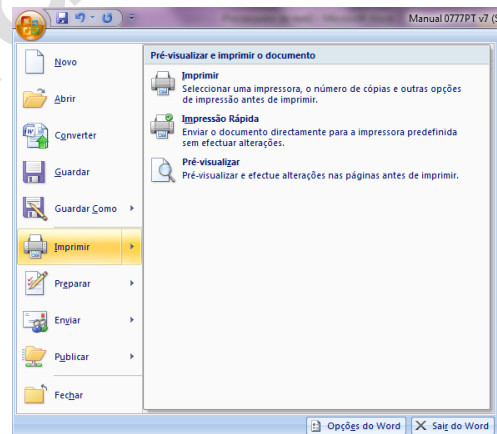 Manual 0777PT v7 (S
Novo
Abrir
Converter
Guardar
Guardar Como
Imprimir
Preparar
Enviar
Publicar
Fechar
Pré-visualizar e imprimir o documento
Imprimir
Seleccionar uma impressora, o número de cópias e outras opções
de impressão antes de imprimir.
Impressão Rápida
Enviar o documento directamente para a impressora predefinida
sem efectuar alterações.
Pré-visualizar
Pré-visualizar e efectue alterações nas páginas antes de imprimir.
Opções do Word
Sair do Word